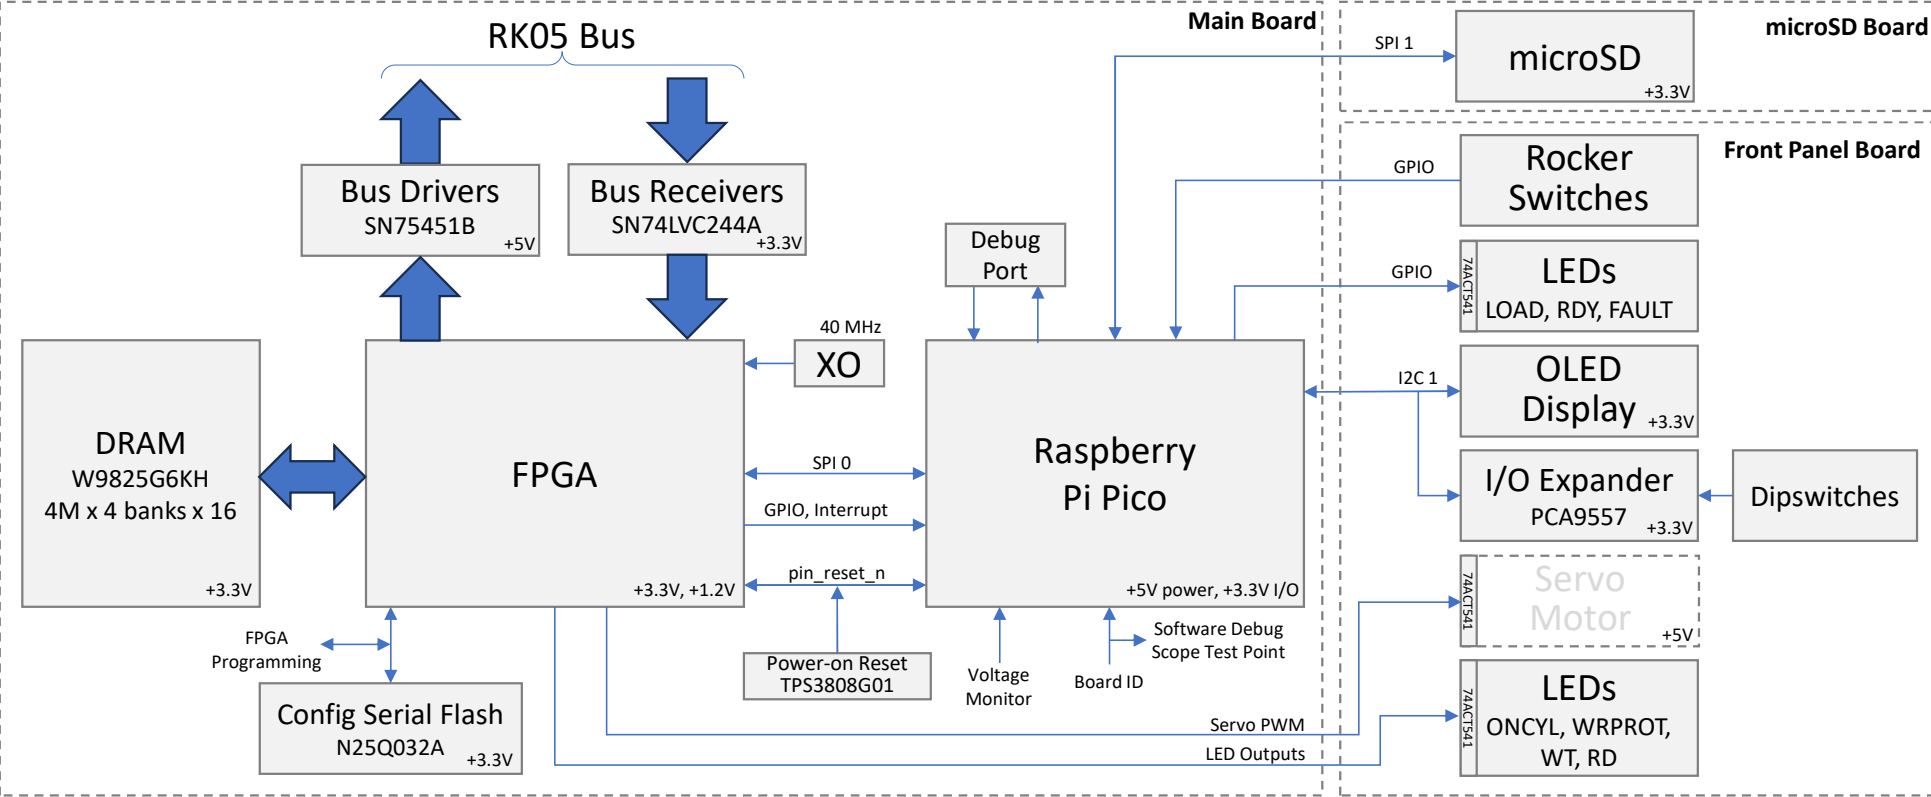 Main Board
microSD Board
RK05 Bus
SPI 1
microSD
+3.3V
Front Panel Board
Bus Drivers
SN75451B
+5V
Bus Receivers
SN74LVC244A
+3.3V
GPIO
Rocker
Switches
Debug
Port
GPIO
74ACT541
LEDs
LOAD, RDY, FAULT
40 MHz
XO
I2C 1
OLED
Display
+3.3V
DRAM
W9825G6KH
4M x 4 banks x 16
+3.3V
FPGA
+3.3V, +1.2V
SPI 0
GPIO, Interrupt
pin_reset_n
Raspberry
Pi Pico
+5V power, +3.3V I/O
I/O Expander
PCA9557
+3.3V
Dipswitches
74ACT541
Servo
Motor
+5V
FPGA
Programming
Power-on Reset
TPS3808G01
Voltage
Monitor
Board ID
Software Debug
Scope Test Point
Config Serial Flash
N25Q032A
+3.3V
Servo PWM
LED Outputs
74ACT541
LEDs
ONCYL, WRPROT,
WT, RD